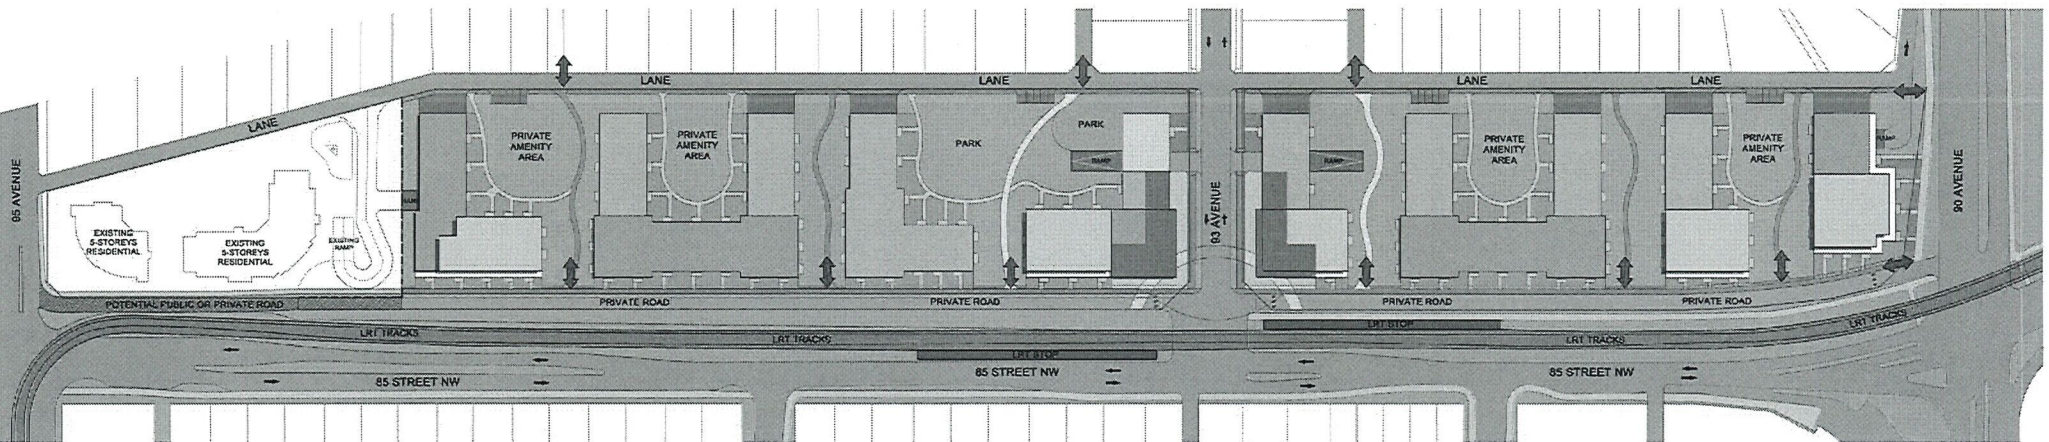 LANE
LANE
LANE
LANE
LANE
95 AVENUE
PRIVATE
AMENITY
AREA
PRIVATE
AMENITY
AREA
PARK
PARK
RAMP
93 AVENUE
RAMP
PRIVATE
AMENITY
AREA
PRIVATE
AMENITY
AREA
RAMP
90 AVENUE
RAMP
EXISTING
5-STOREYS
RESIDENTIAL
EXISTING
5-STOREYS
RESIDENTIAL
EXISTING
RAMP
POTENTIAL PUBLIC OR PRIVATE ROAD
PRIVATE ROAD
PRIVATE ROAD
PRIVATE ROAD
PRIVATE ROAD
LRT TRACKS
LRT TRACKS
LRT STOP
LRT STOP
LRT TRACKS
LRT TRACKS
85 STREET NW
85 STREET NW
85 STREET NW